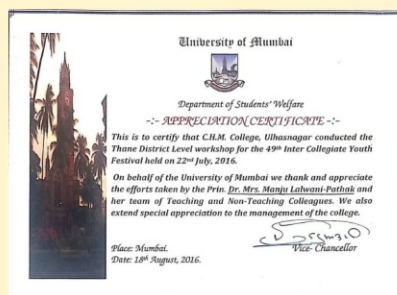 University of Mumbai
Department of Students' Welfare
-:- APPRECIATION CERTIFICATE -:-
This is to certify that C.H.M. College, Ulhasnagar conducted the
Thane District Level workshop for the 49th Inter Collegiate Youth
Festival held on 22nd July, 2016.
On behalf of the University of Mumbai we thank and appreciate
the efforts taken by the Prin. Dr. Mrs. Manju Lalwani-Pathak and
her team of Teaching and Non-Teaching Colleagues. We also
extend special appreciation to the management of the college.
Place: Mumbai.
Vice- Chancellor
Date: 18th August, 2016.